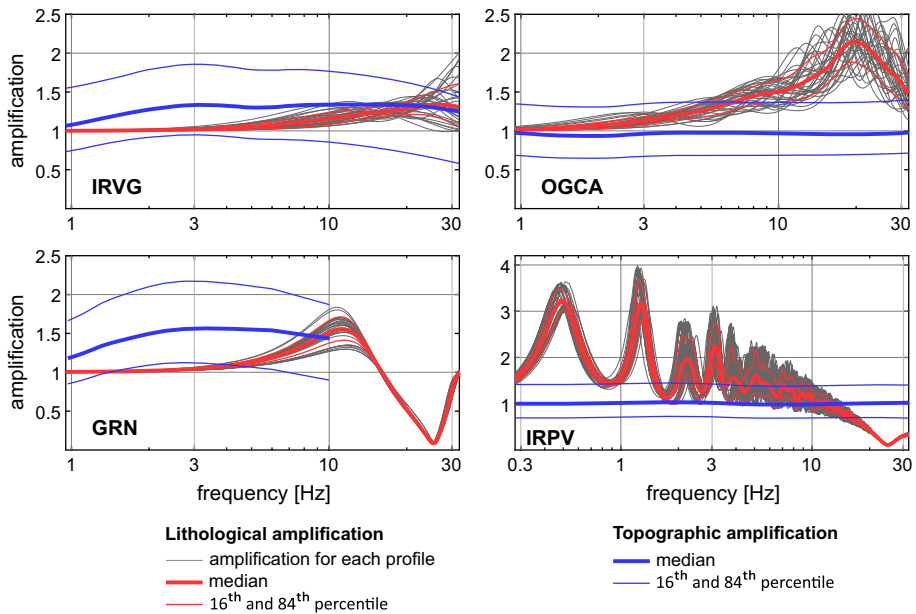 amplification
2.5
2
1.5
1
0.5
IRVG
1 3 10 30
2.5
2
1.5
1
0.5
OGCA
1 3 10 30
amplification
2.5
2
1.5
1
0.5
GRN
1 3 10 30
frequency [Hz]
4
3
2
1
IRPV
0.3 1 3 10 30
frequency [Hz]
Lithological amplification
amplification for each profile
median
16th and 84th percentile
Topographic amplification
median
16th and 84th percentile